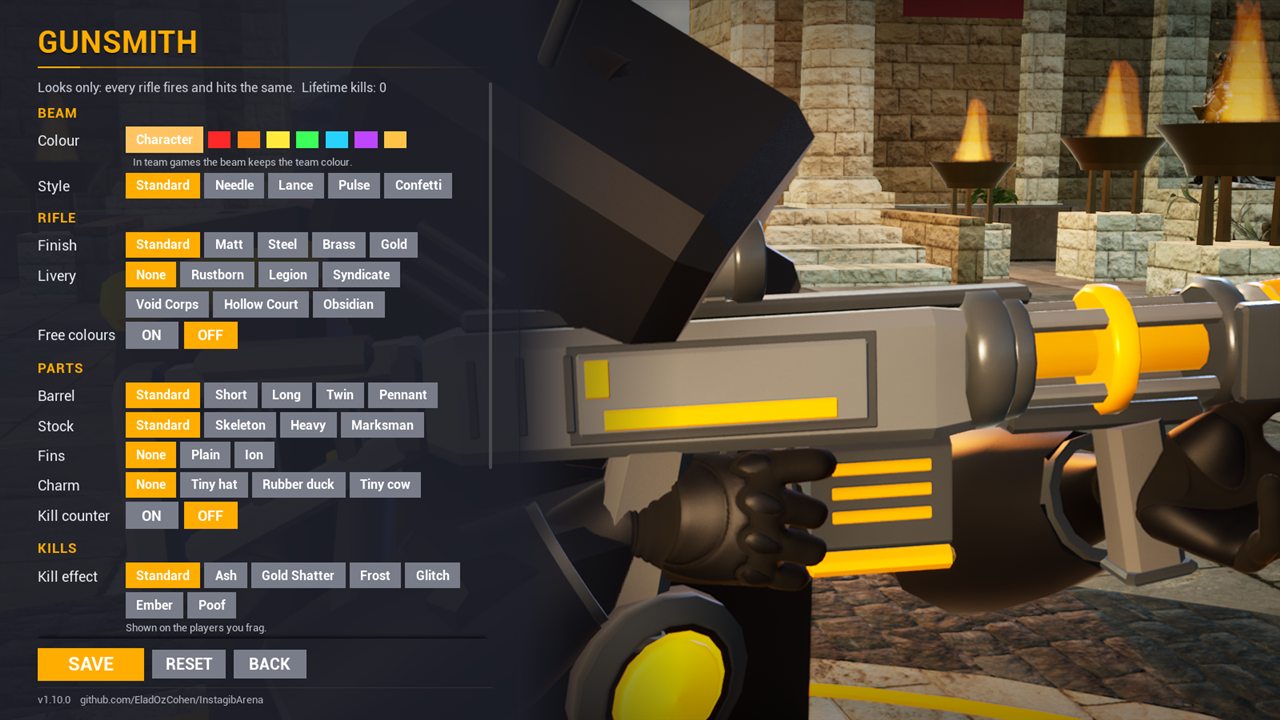 GUNSMITH
Looks only: every rifle fires and hits the same. Lifetime kills: 0
BEAM
Colour Character
In team games the beam keeps the team colour.
Style Standard Needle Lance Pulse Confetti
RIFLE
Finish Standard Matt Steel Brass Gold
Livery None Rustborn Legion Syndicate
Void Corps Hollow Court Obsidian
Free colours ON OFF
PARTS
Barrel Standard Short Long Twin Pennant
Stock Standard Skeleton Heavy Marksman
Fins None Plain Ion
Charm None Tiny hat Rubber duck Tiny cow
Kill counter ON OFF
KILLS
Kill effect Standard Ash Gold Shatter Frost Glitch
Ember Poof
Shown on the players you frag.
SAVE RESET BACK
v1.10.0 github.com/EladOzCohen/InstagibArena